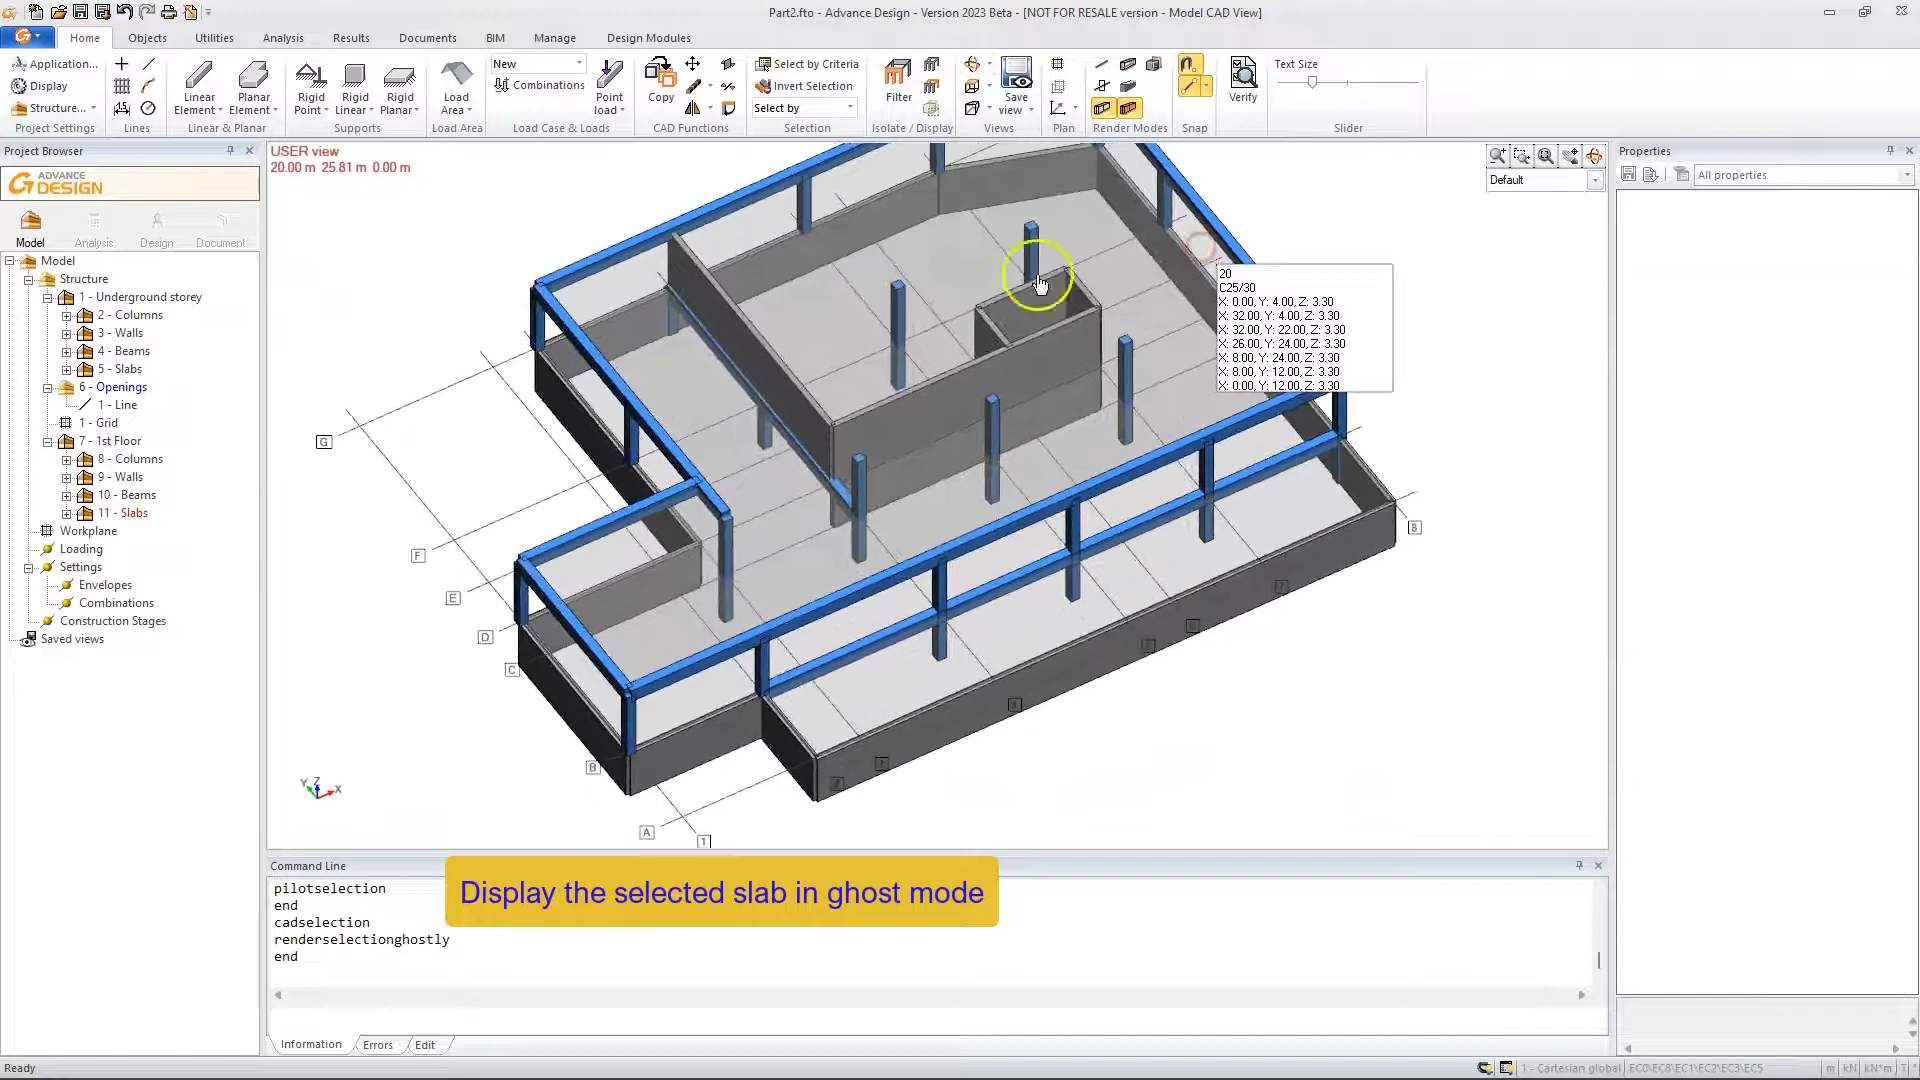 Part2.fto - Advance Design - Version 2023 Beta - [NOT FOR RESALE version - Model CAD View]
Home Objects Utilities Analysis Results Documents BIM Manage Assistance Design Modules
Application...
Display
Structure...
Project Settings
Lines
Linear Element
Planar Element
Linear & Planar
Rigid Point
Rigid Linear
Rigid Planar
Supports
Load Area
Load Area
New
Combinations
Point load
Load Case & Loads
Copy
CAD Functions
Select by Criteria
Invert Selection
Select by
Selection
Filter
Isolate / Display
Save view
Views
Plan
Render Modes
Snap
Verify
Text Size
Slider
Project Browser
ADVANCE DESIGN
Model Analysis Design Document
Model
Structure
1 - Underground storey
2 - Columns
3 - Walls
4 - Beams
5 - Slabs
6 - Openings
1 - Line
1 - Grid
7 - 1st Floor
8 - Columns
9 - Walls
10 - Beams
11 - Slabs
Workplane
Loading
Settings
Envelopes
Combinations
Construction Stages
Saved views
USER view
20.00 m 25.81 m 0.00 m
Default
20
C25/30
X: 0.00, Y: 4.00, Z: 3.30
X: 32.00, Y: 4.00, Z: 3.30
X: 32.00, Y: 22.00, Z: 3.30
X: 26.00, Y: 24.00, Z: 3.30
X: 8.00, Y: 24.00, Z: 3.30
X: 8.00, Y: 12.00, Z: 3.30
X: 0.00, Y: 12.00, Z: 3.30
G
F
E
D
C
B
A
1
8
7
Y Z X
Properties
All properties
Command Line
pilotselection
end
cadselection
renderselectionghostly
end
Display the selected slab in ghost mode
Information Errors Edit
Ready
1 - Cartesian global EC0\EC8\EC1\EC2\EC3\EC5 m kN kN*m T